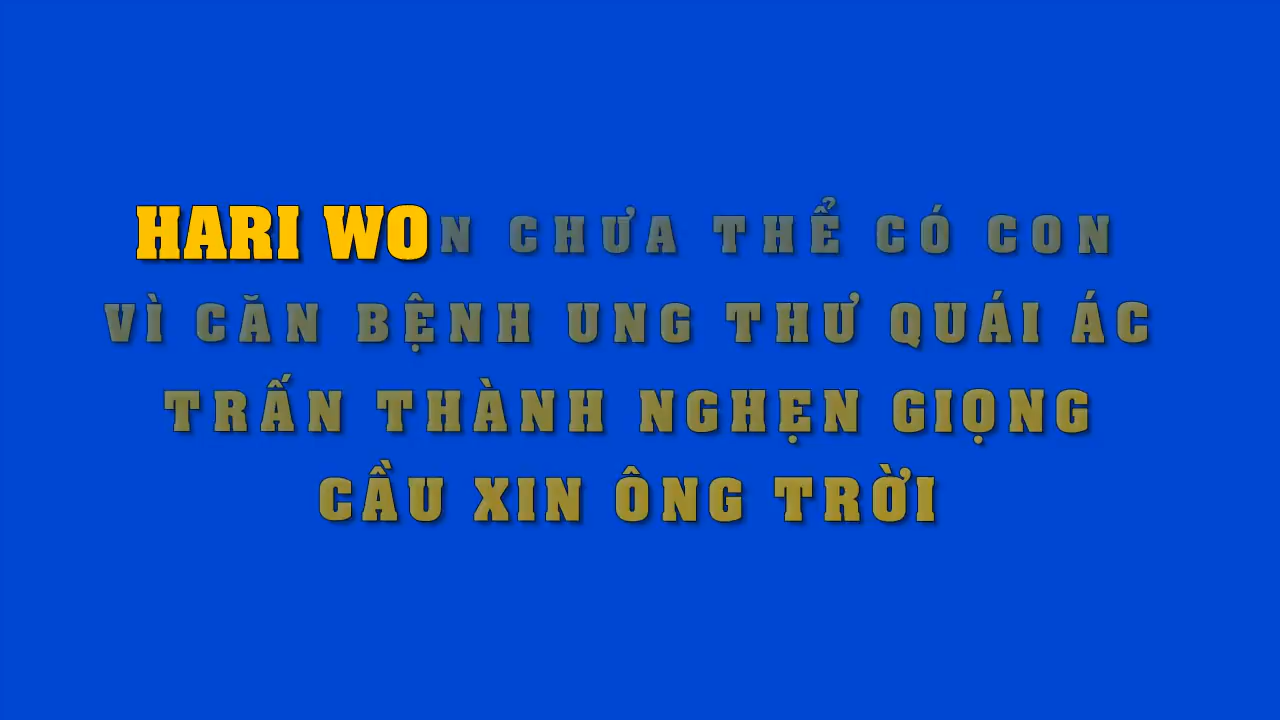 HARI WON CHƯA THỂ CÓ CON
VÌ CĂN BỆNH UNG THƯ QUÁI ÁC
TRẤN THÀNH NGHẸN GIỌNG
CẦU XIN ÔNG TRỜI